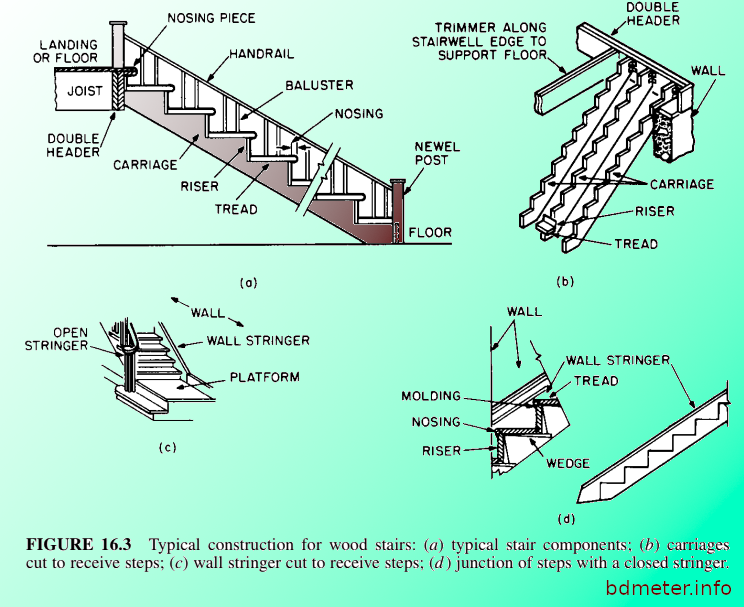 NOSING PIECE
LANDING
OR FLOOR
HANDRAIL
JOIST
BALUSTER
NOSING
DOUBLE
HEADER
CARRIAGE
RISER
TREAD
NEWEL
POST
FLOOR
(a)
DOUBLE
HEADER
TRIMMER ALONG
STAIRWELL EDGE TO
SUPPORT FLOOR
WALL
CARRIAGE
RISER
TREAD
(b)
WALL
OPEN
STRINGER
WALL STRINGER
PLATFORM
(c)
WALL
WALL STRINGER
TREAD
MOLDING
NOSING
RISER
WEDGE
(d)
FIGURE 16.3 Typical construction for wood stairs: (a) typical stair components; (b) carriages
cut to receive steps; (c) wall stringer cut to receive steps; (d) junction of steps with a closed stringer.
bdmeter.info